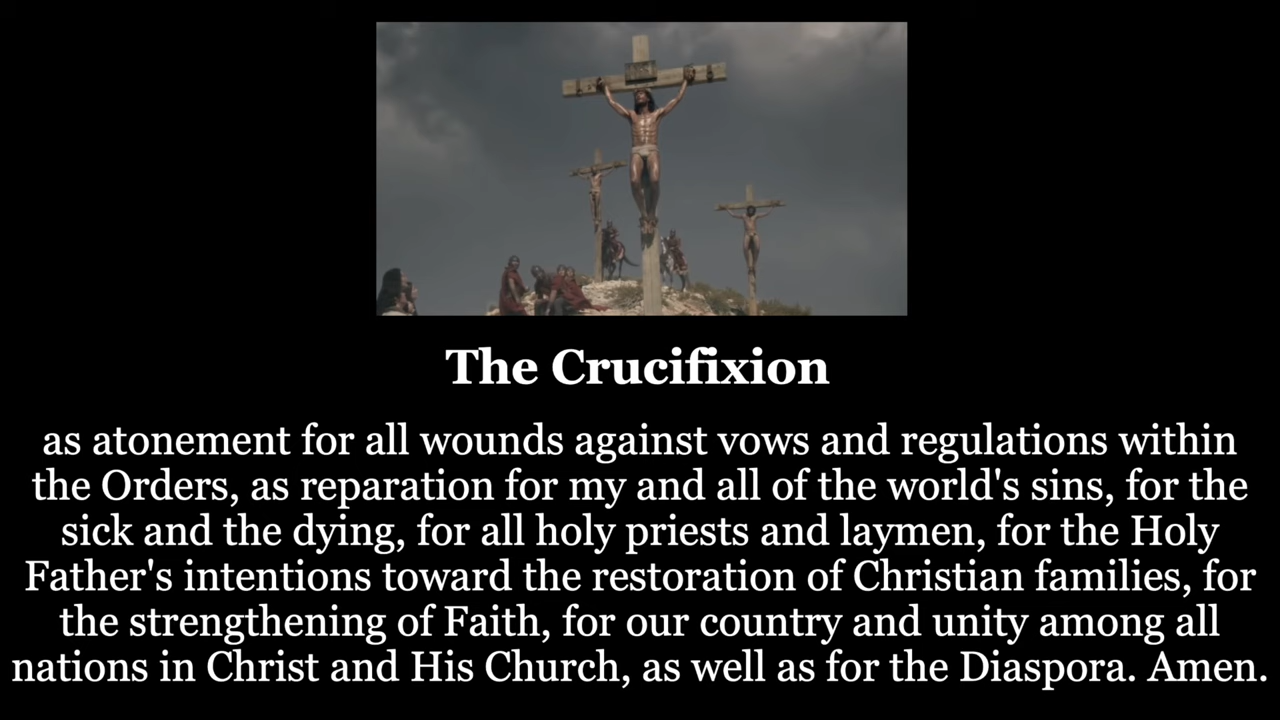 The Crucifixion
as atonement for all wounds against vows and regulations within
the Orders, as reparation for my and all of the world's sins, for the
sick and the dying, for all holy priests and laymen, for the Holy
Father's intentions toward the restoration of Christian families, for
the strengthening of Faith, for our country and unity among all
nations in Christ and His Church, as well as for the Diaspora. Amen.